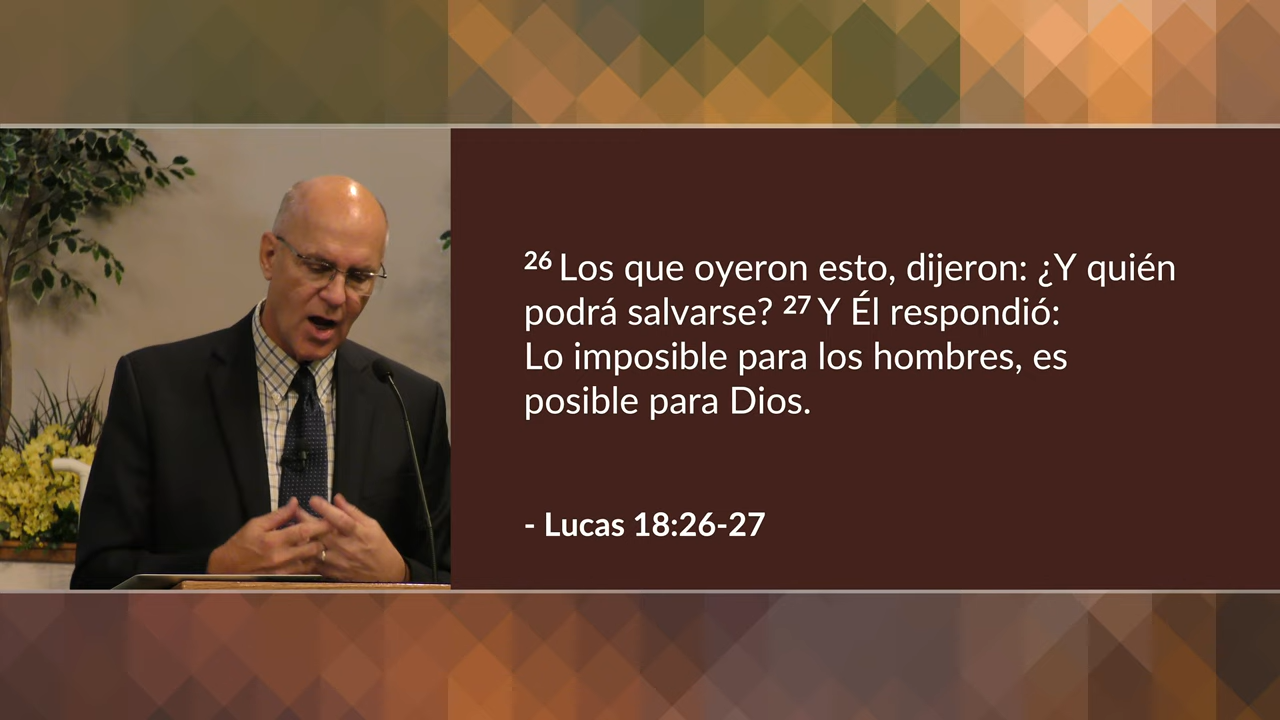 26 Los que oyeron esto, dijeron: ¿Y quién
podrá salvarse? 27 Y Él respondió:
Lo imposible para los hombres, es
posible para Dios.
- Lucas 18:26-27